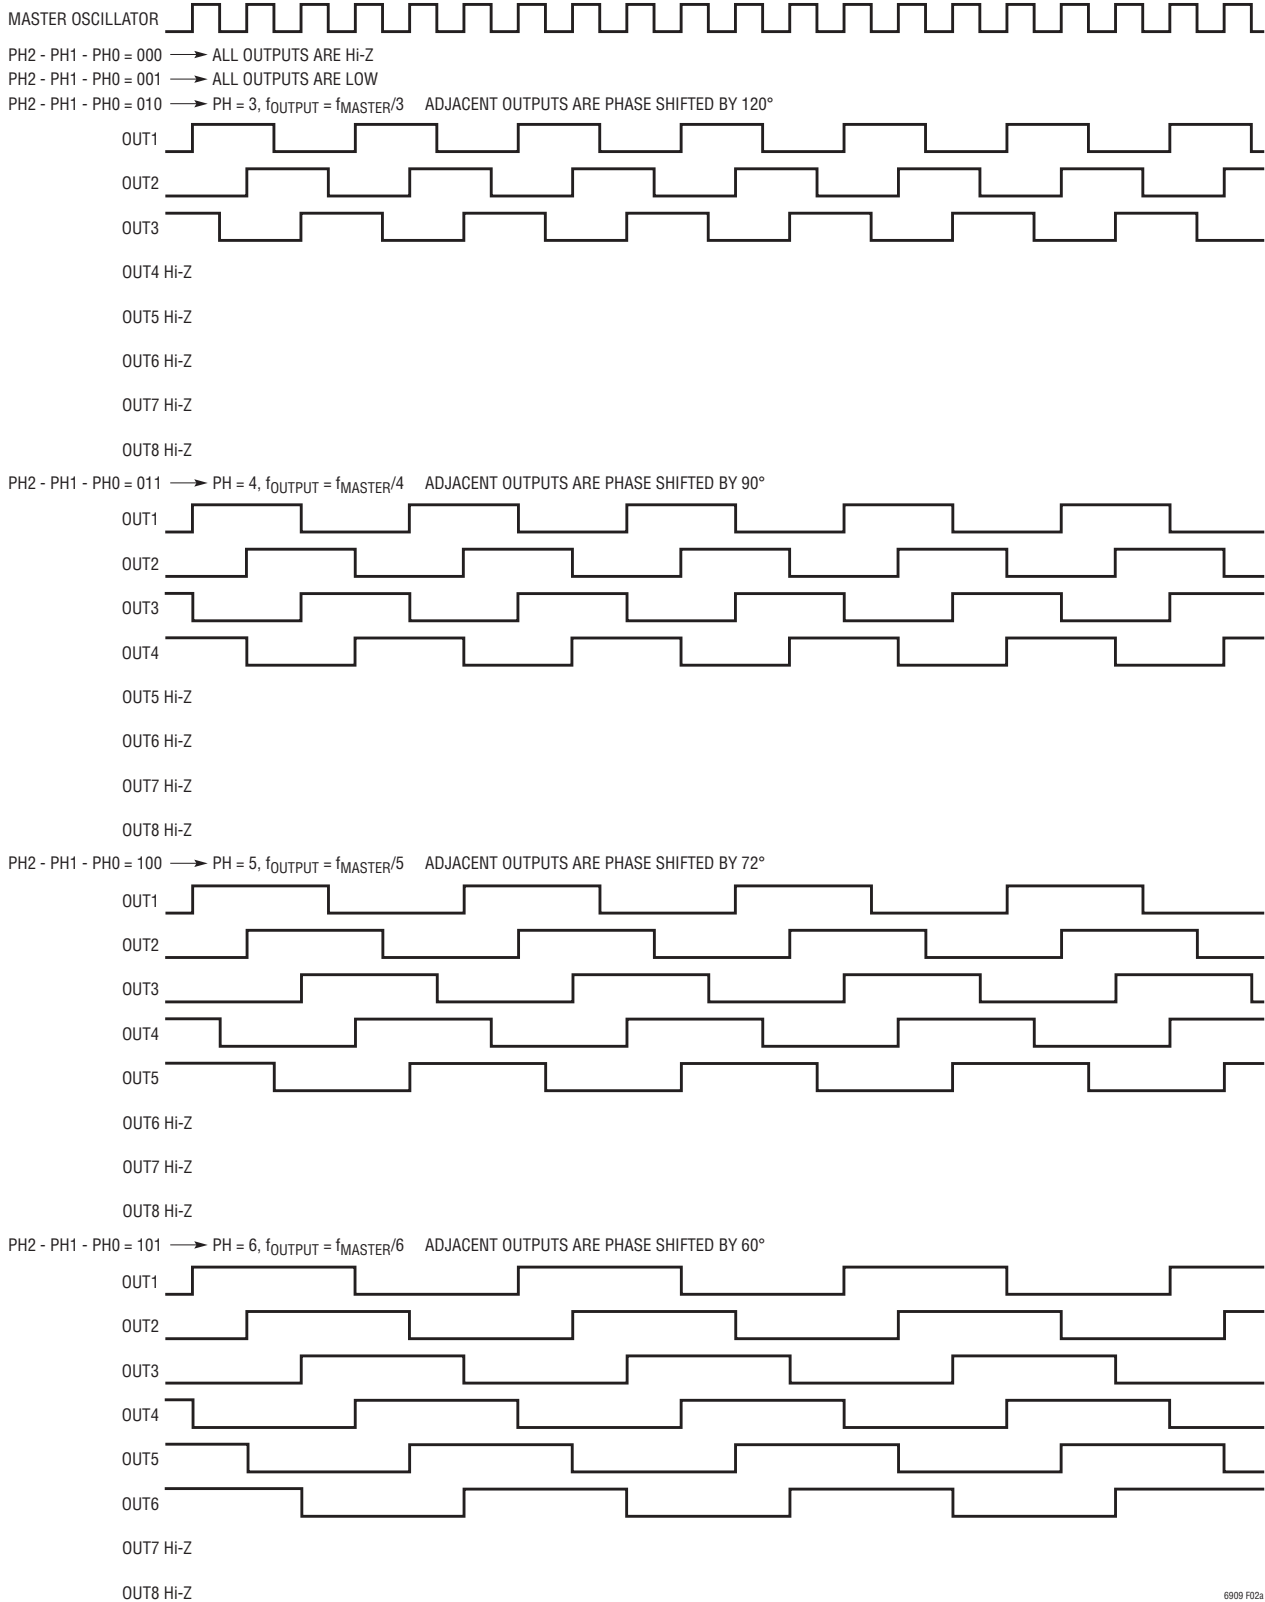 MASTER OSCILLATOR
PH2 - PH1 - PH0 = 000 → ALL OUTPUTS ARE Hi-Z
PH2 - PH1 - PH0 = 001 → ALL OUTPUTS ARE LOW
PH2 - PH1 - PH0 = 010 → PH = 3, fOUTPUT = fMASTER/3 ADJACENT OUTPUTS ARE PHASE SHIFTED BY 120°
OUT1
OUT2
OUT3
OUT4 Hi-Z
OUT5 Hi-Z
OUT6 Hi-Z
OUT7 Hi-Z
OUT8 Hi-Z
PH2 - PH1 - PH0 = 011 → PH = 4, fOUTPUT = fMASTER/4 ADJACENT OUTPUTS ARE PHASE SHIFTED BY 90°
OUT1
OUT2
OUT3
OUT4
OUT5 Hi-Z
OUT6 Hi-Z
OUT7 Hi-Z
OUT8 Hi-Z
PH2 - PH1 - PH0 = 100 → PH = 5, fOUTPUT = fMASTER/5 ADJACENT OUTPUTS ARE PHASE SHIFTED BY 72°
OUT1
OUT2
OUT3
OUT4
OUT5
OUT6 Hi-Z
OUT7 Hi-Z
OUT8 Hi-Z
PH2 - PH1 - PH0 = 101 → PH = 6, fOUTPUT = fMASTER/6 ADJACENT OUTPUTS ARE PHASE SHIFTED BY 60°
OUT1
OUT2
OUT3
OUT4
OUT5
OUT6
OUT7 Hi-Z
OUT8 Hi-Z
6909 F02a